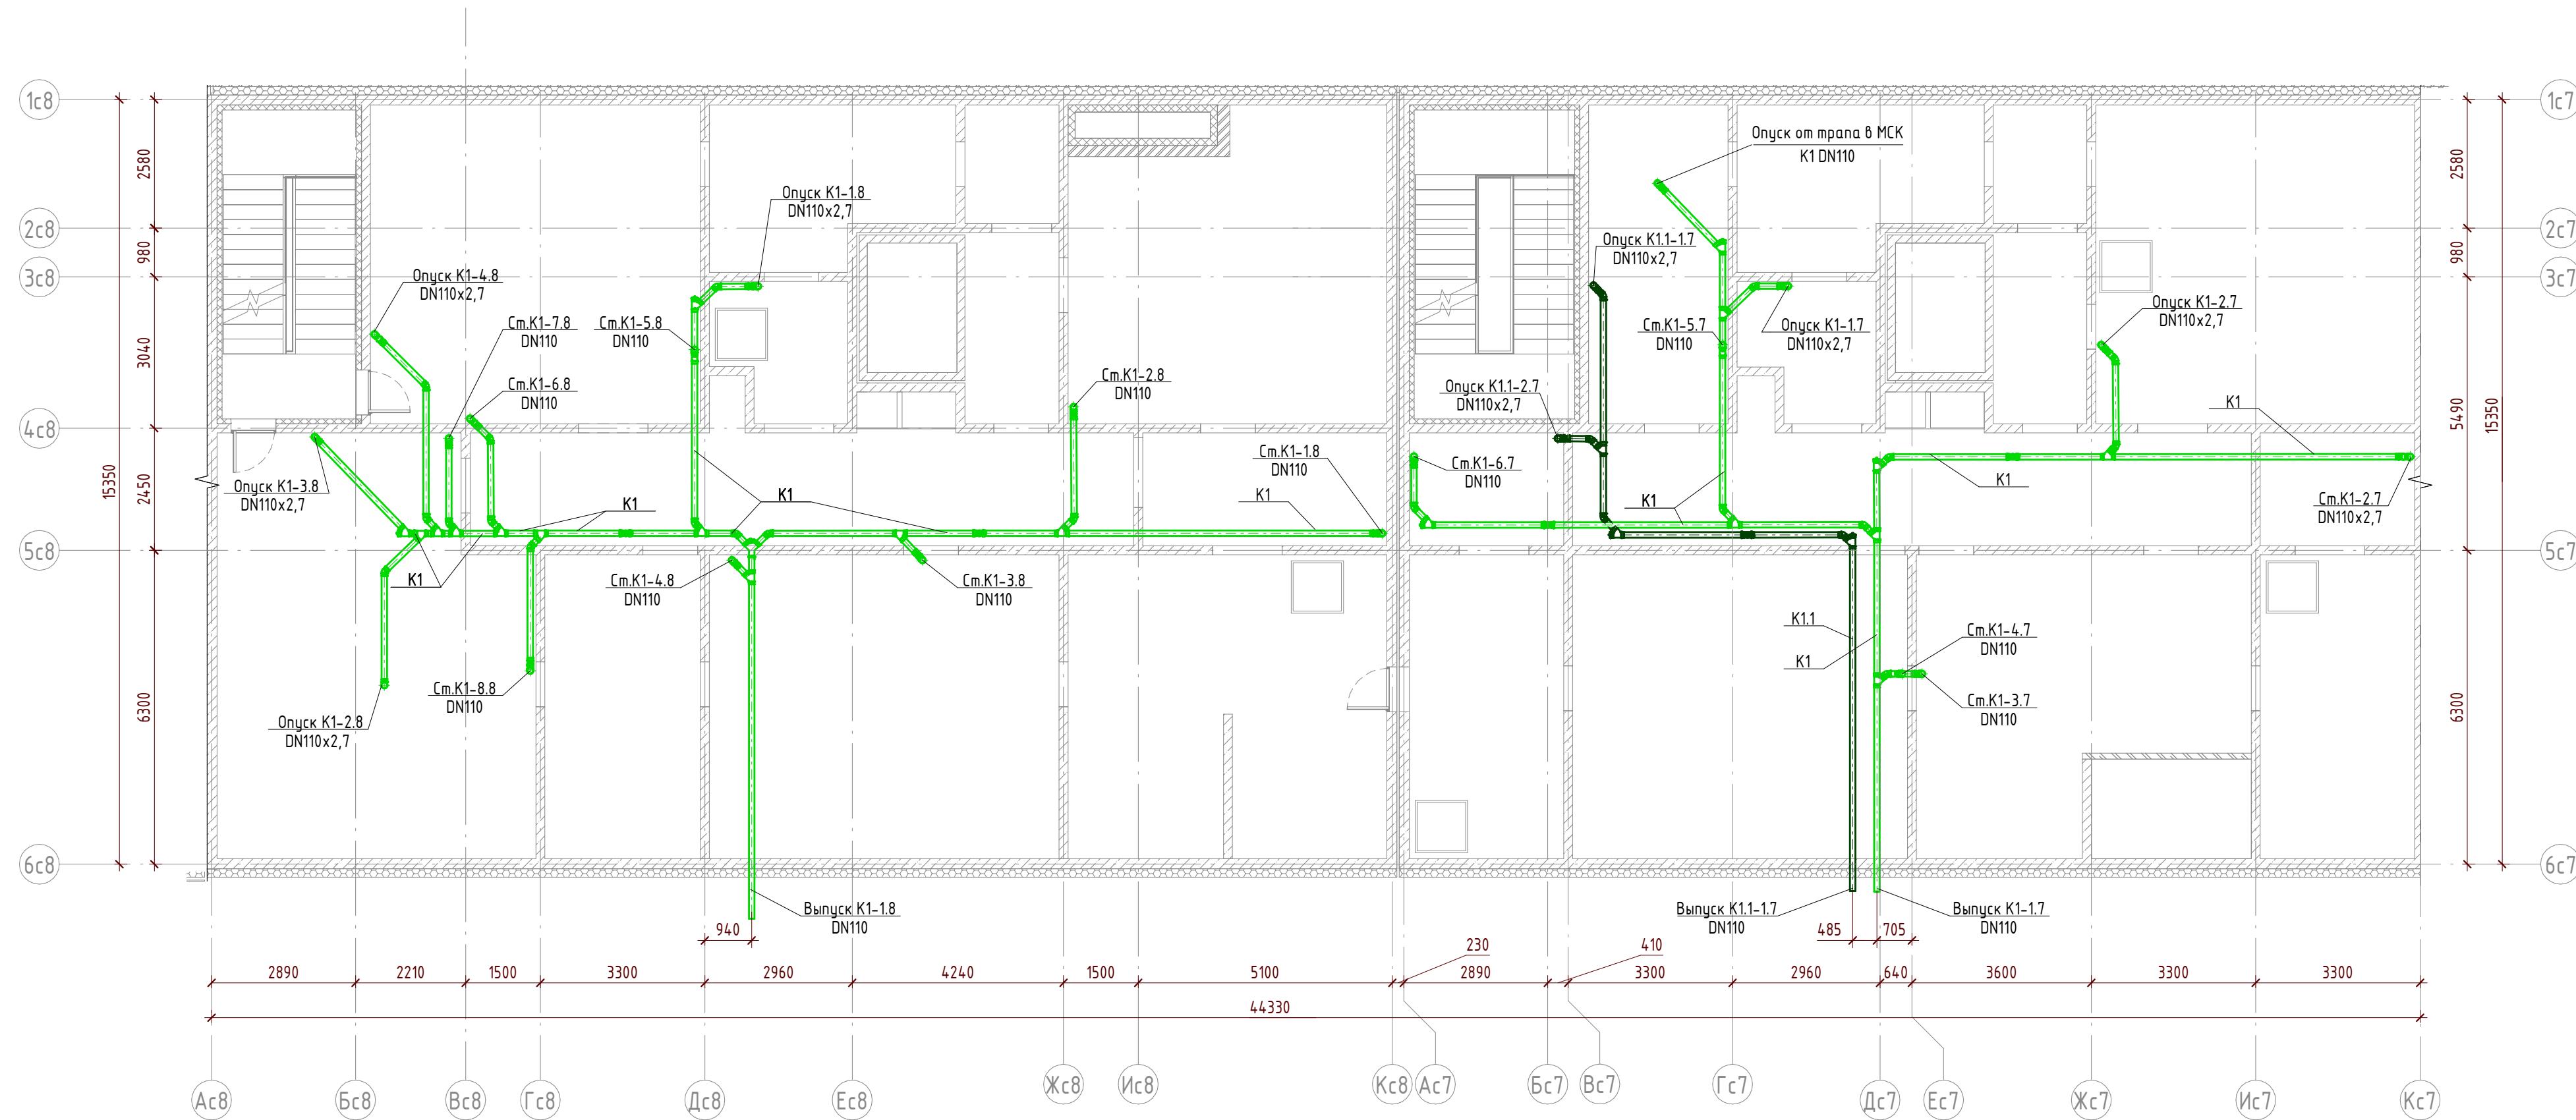 1с8
2с8
3с8
4с8
5с8
6с8
15350
2580
980
3040
2450
6300
Опуск К1-4.8
DN110х2,7
Ст.К1-7.8
DN110
Ст.К1-6.8
DN110
Опуск К1-3.8
DN110х2,7
Ст.К1-5.8
DN110
Опуск К1-1.8
DN110х2,7
Ст.К1-2.8
DN110
Ст.К1-1.8
DN110
К1
К1
К1
К1
Опуск К1-2.8
DN110х2,7
Ст.К1-8.8
DN110
Ст.К1-4.8
DN110
Ст.К1-3.8
DN110
Выпуск К1-1.8
DN110
Опуск от трапа в МСК
К1 DN110
Опуск К1.1-1.7
DN110х2,7
Ст.К1-5.7
DN110
Опуск К1-1.7
DN110х2,7
Опуск К1-2.7
DN110х2,7
Опуск К1.1-2.7
DN110х2,7
Ст.К1-6.7
DN110
К1
К1
К1
Ст.К1-2.7
DN110х2,7
К1.1
К1
Ст.К1-4.7
DN110
Ст.К1-3.7
DN110
Выпуск К1.1-1.7
DN110
Выпуск К1-1.7
DN110
1с7
2с7
3с7
5с7
6с7
2580
980
5490
6300
15350
940
485
705
230
410
2890
2210
1500
3300
2960
4240
1500
5100
2890
3300
2960
640
3600
3300
3300
44330
Ас8
Бс8
Вс8
Гс8
Дс8
Ес8
Жс8
Ис8
Кс8
Ас7
Бс7
Вс7
Гс7
Дс7
Ес7
Жс7
Ис7
Кс7